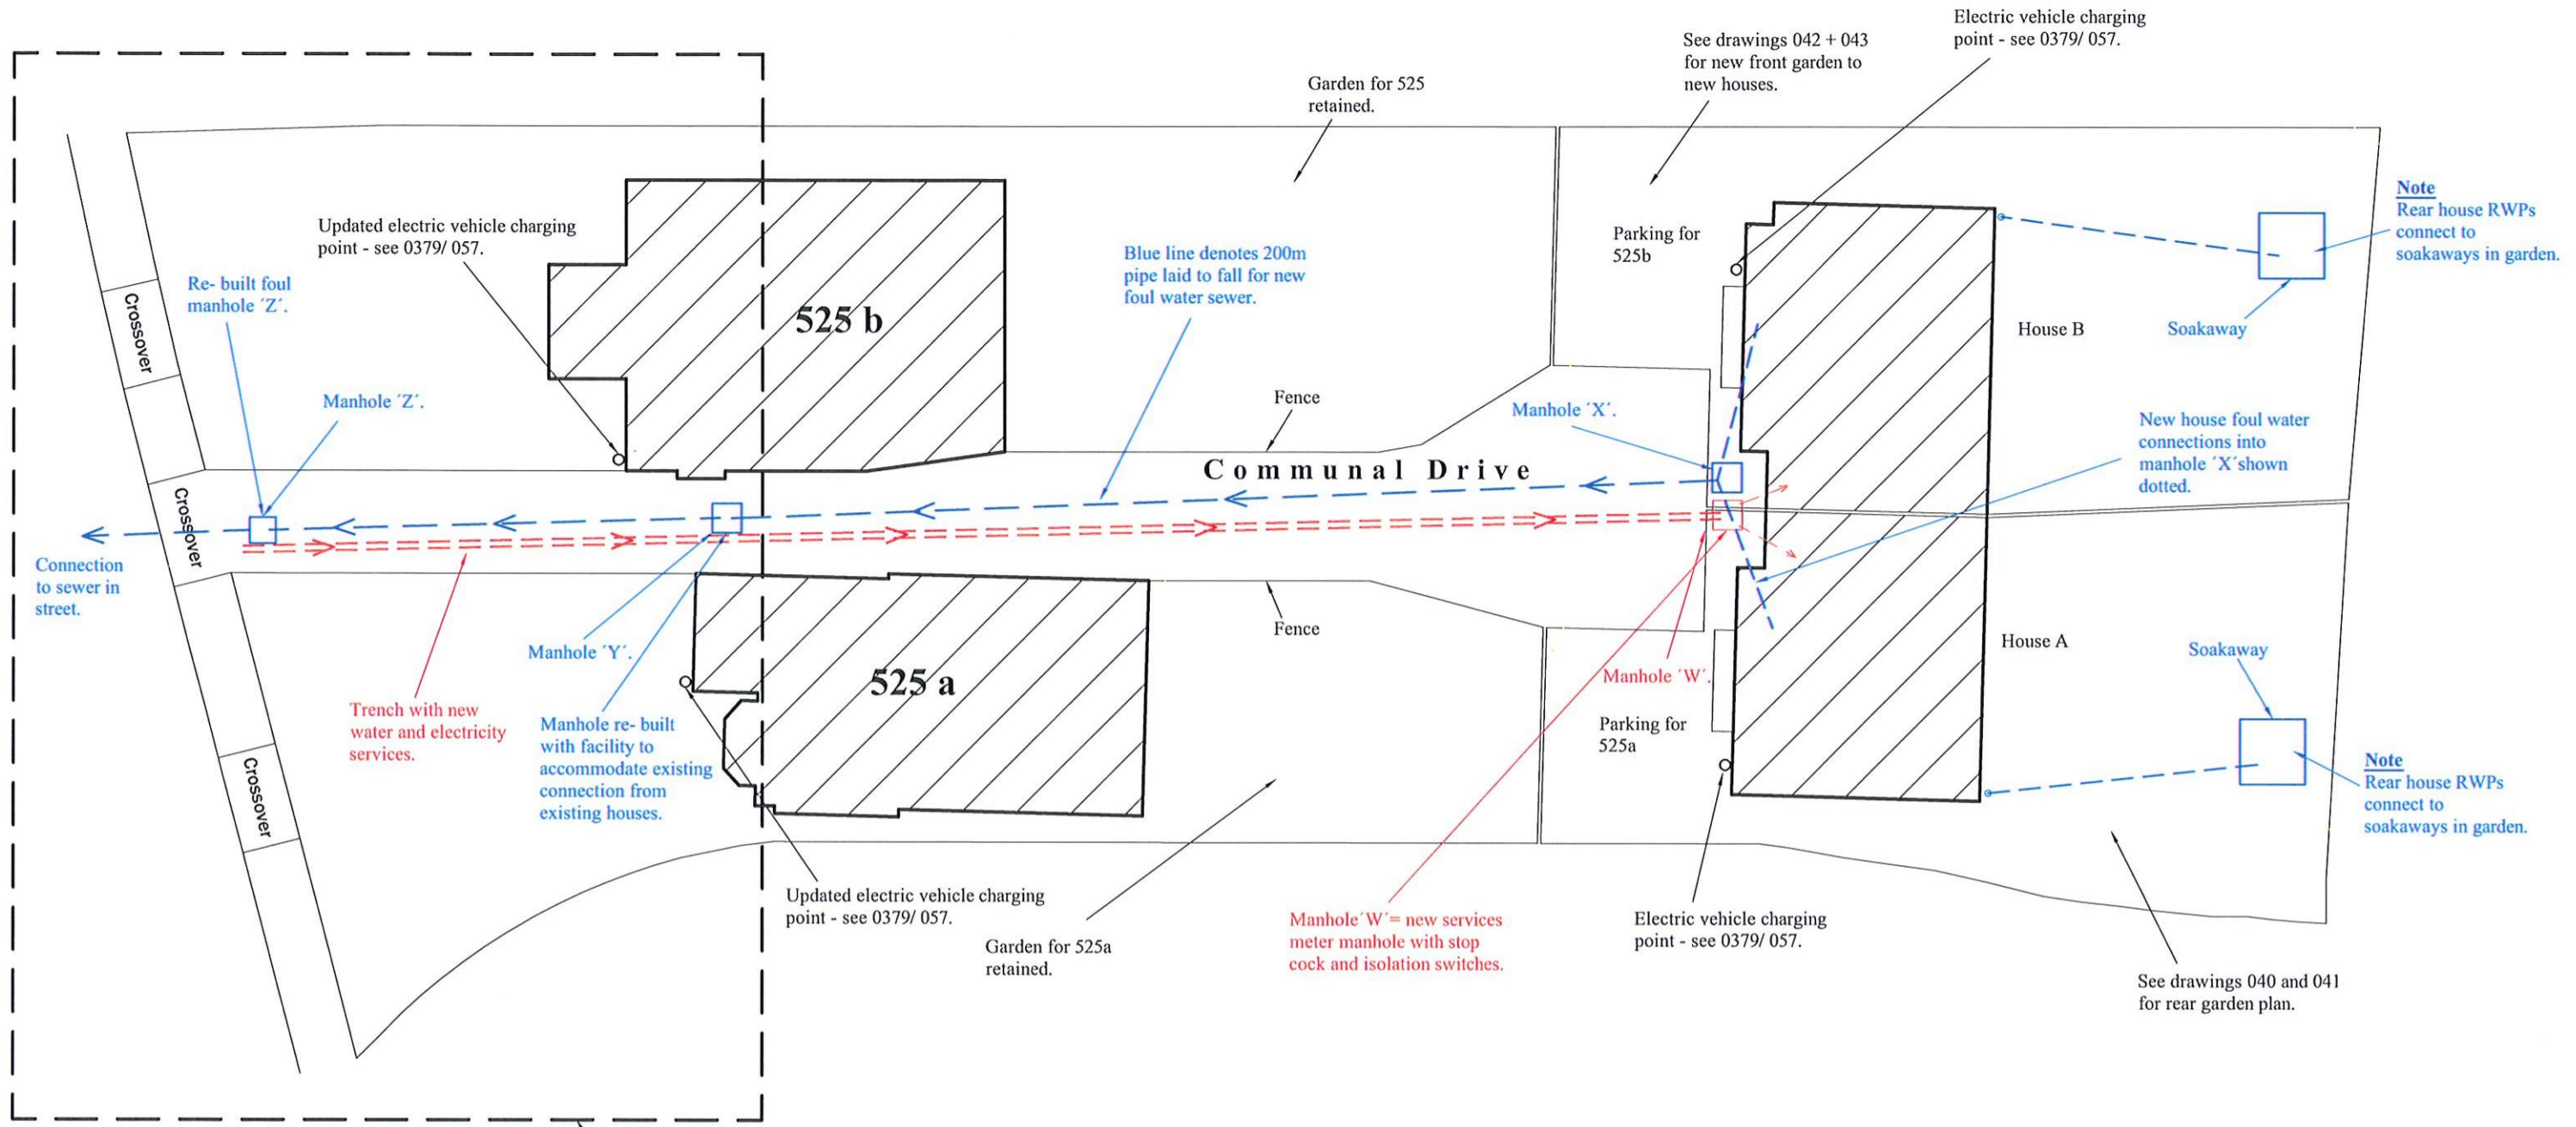 Electric vehicle charging
point - see 0379/ 057.
See drawings 042 + 043
for new front garden to
new houses.
Garden for 525
retained.
Note
Rear house RWPs
connect to
soakaways in garden.
Updated electric vehicle charging
point - see 0379/ 057.
Parking for
525b
Blue line denotes 200m
pipe laid to fall for new
foul water sewer.
Re- built foul
manhole ´Z´.
Crossover
525 b
House B
Soakaway
Manhole ´Z´.
Fence
Manhole ´X´.
New house foul water
connections into
manhole ´X´shown
dotted.
Communal Drive
Crossover
Connection
to sewer in
street.
Fence
Manhole ´Y´.
House A
Soakaway
525 a
Manhole ´W´.
Trench with new
water and electricity
services.
Manhole re- built
with facility to
accommodate existing
connection from
existing houses.
Parking for
525a
Crossover
Note
Rear house RWPs
connect to
soakaways in garden.
Updated electric vehicle charging
point - see 0379/ 057.
Garden for 525a
retained.
Manhole´W´= new services
meter manhole with stop
cock and isolation switches.
Electric vehicle charging
point - see 0379/ 057.
See drawings 040 and 041
for rear garden plan.